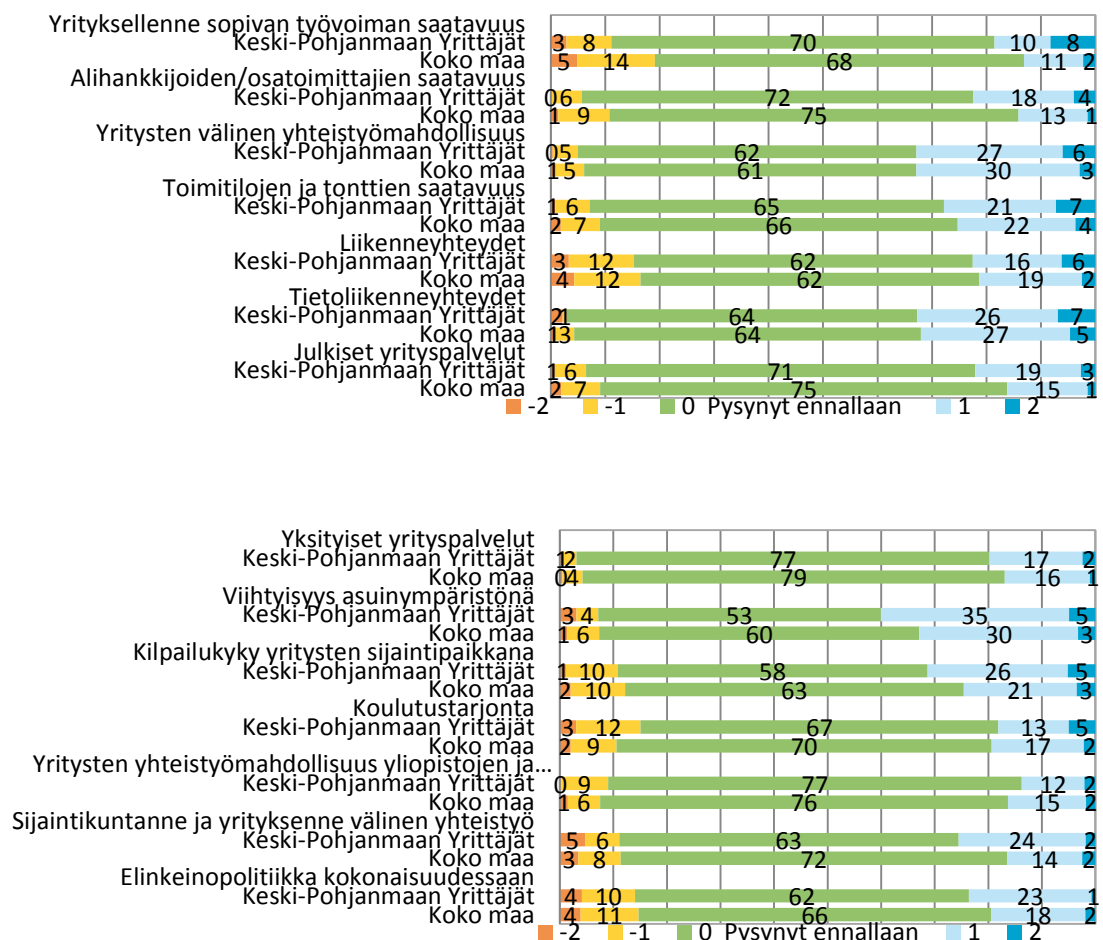 Yrityksellenne sopivan työvoiman saatavuus
Keski-Pohjanmaan Yrittäjät 3 8 70 10 8
Koko maa 5 14 68 11 2
Alihankkijoiden/osatoimittajien saatavuus
Keski-Pohjanmaan Yrittäjät 0 6 72 18 4
Koko maa 1 9 75 13 1
Yritysten välinen yhteistyömahdollisuus
Keski-Pohjanmaan Yrittäjät 0 5 62 27 6
Koko maa 1 5 61 30 3
Toimitilojen ja tonttien saatavuus
Keski-Pohjanmaan Yrittäjät 1 6 65 21 7
Koko maa 2 7 66 22 4
Liikenneyhteydet
Keski-Pohjanmaan Yrittäjät 3 12 62 16 6
Koko maa 4 12 62 19 2
Tietoliikenneyhteydet
Keski-Pohjanmaan Yrittäjät 2 1 64 26 7
Koko maa 1 3 64 27 5
Julkiset yrityspalvelut
Keski-Pohjanmaan Yrittäjät 1 6 71 19 3
Koko maa 2 7 75 15 1
-2 -1 0 Pysynyt ennallaan 1 2
Yksityiset yrityspalvelut
Keski-Pohjanmaan Yrittäjät 1 2 77 17 2
Koko maa 0 4 79 16 1
Viihtyisyys asuinympäristönä
Keski-Pohjanmaan Yrittäjät 3 4 53 35 5
Koko maa 1 6 60 30 3
Kilpailukyky yritysten sijaintipaikkana
Keski-Pohjanmaan Yrittäjät 1 10 58 26 5
Koko maa 2 10 63 21 3
Koulutustarjonta
Keski-Pohjanmaan Yrittäjät 3 12 67 13 5
Koko maa 2 9 70 17 2
Yritysten yhteistyömahdollisuus yliopistojen ja...
Keski-Pohjanmaan Yrittäjät 0 9 77 12 2
Koko maa 1 6 76 15 2
Sijaintikuntanne ja yrityksenne välinen yhteistyö
Keski-Pohjanmaan Yrittäjät 5 6 63 24 2
Koko maa 3 8 72 14 2
Elinkeinopolitiikka kokonaisuudessaan
Keski-Pohjanmaan Yrittäjät 4 10 62 23 1
Koko maa 4 11 66 18 2
-2 -1 0 Pysynyt ennallaan 1 2